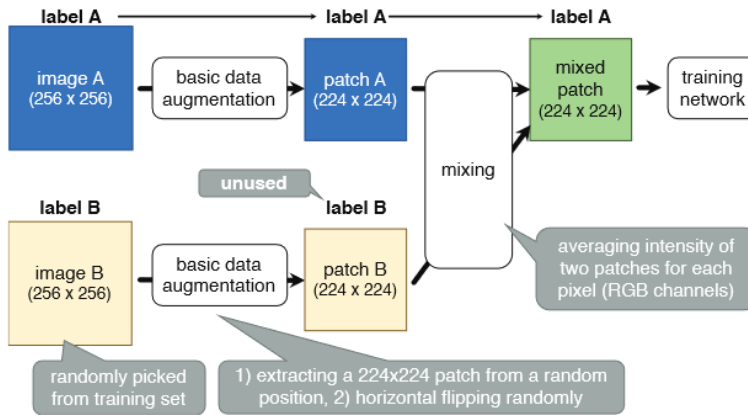 label A
label A
label A
image A
(256 x 256)
basic data
augmentation
patch A
(224 x 224)
mixed
patch
(224 x 224)
training
network
mixing
unused
label B
label B
image B
(256 x 256)
basic data
augmentation
patch B
(224 x 224)
averaging intensity of
two patches for each
pixel (RGB channels)
randomly picked
from training set
1) extracting a 224x224 patch from a random
position, 2) horizontal flipping randomly